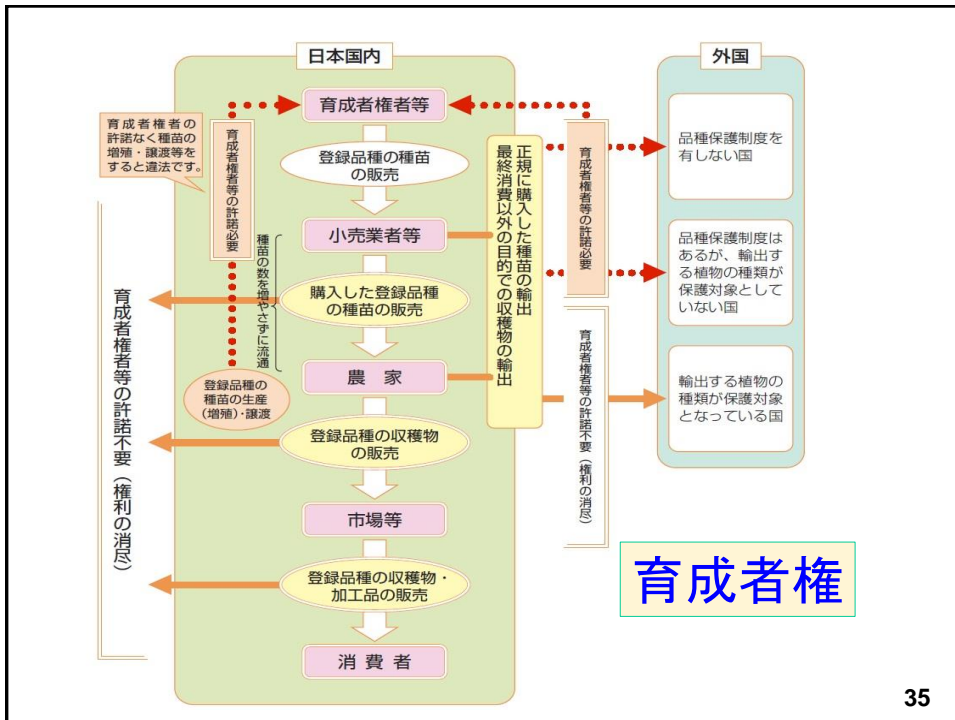 日本国内
外国
育成者権者等
育成者権者の
許諾なく種苗の
増殖・譲渡等を
すると違法です。
育成者権者等の許諾必要
登録品種の種苗
の販売
小売業者等
種苗の数を増やさずに流通
購入した登録品種
の種苗の販売
農 家
登録品種の
種苗の生産
(増殖)・譲渡
登録品種の収穫物
の販売
市場等
登録品種の収穫物・
加工品の販売
消 費 者
育成者権者等の許諾不要（権利の消尽）
正規に購入した種苗の輸出
最終消費以外の目的での収穫物の輸出
育成者権者等の許諾必要
育成者権者等の許諾不要（権利の消尽）
品種保護制度を
有しない国
品種保護制度は
あるが、輸出す
る植物の種類が
保護対象として
いない国
輸出する植物の
種類が保護対象
となっている国
育成者権
35